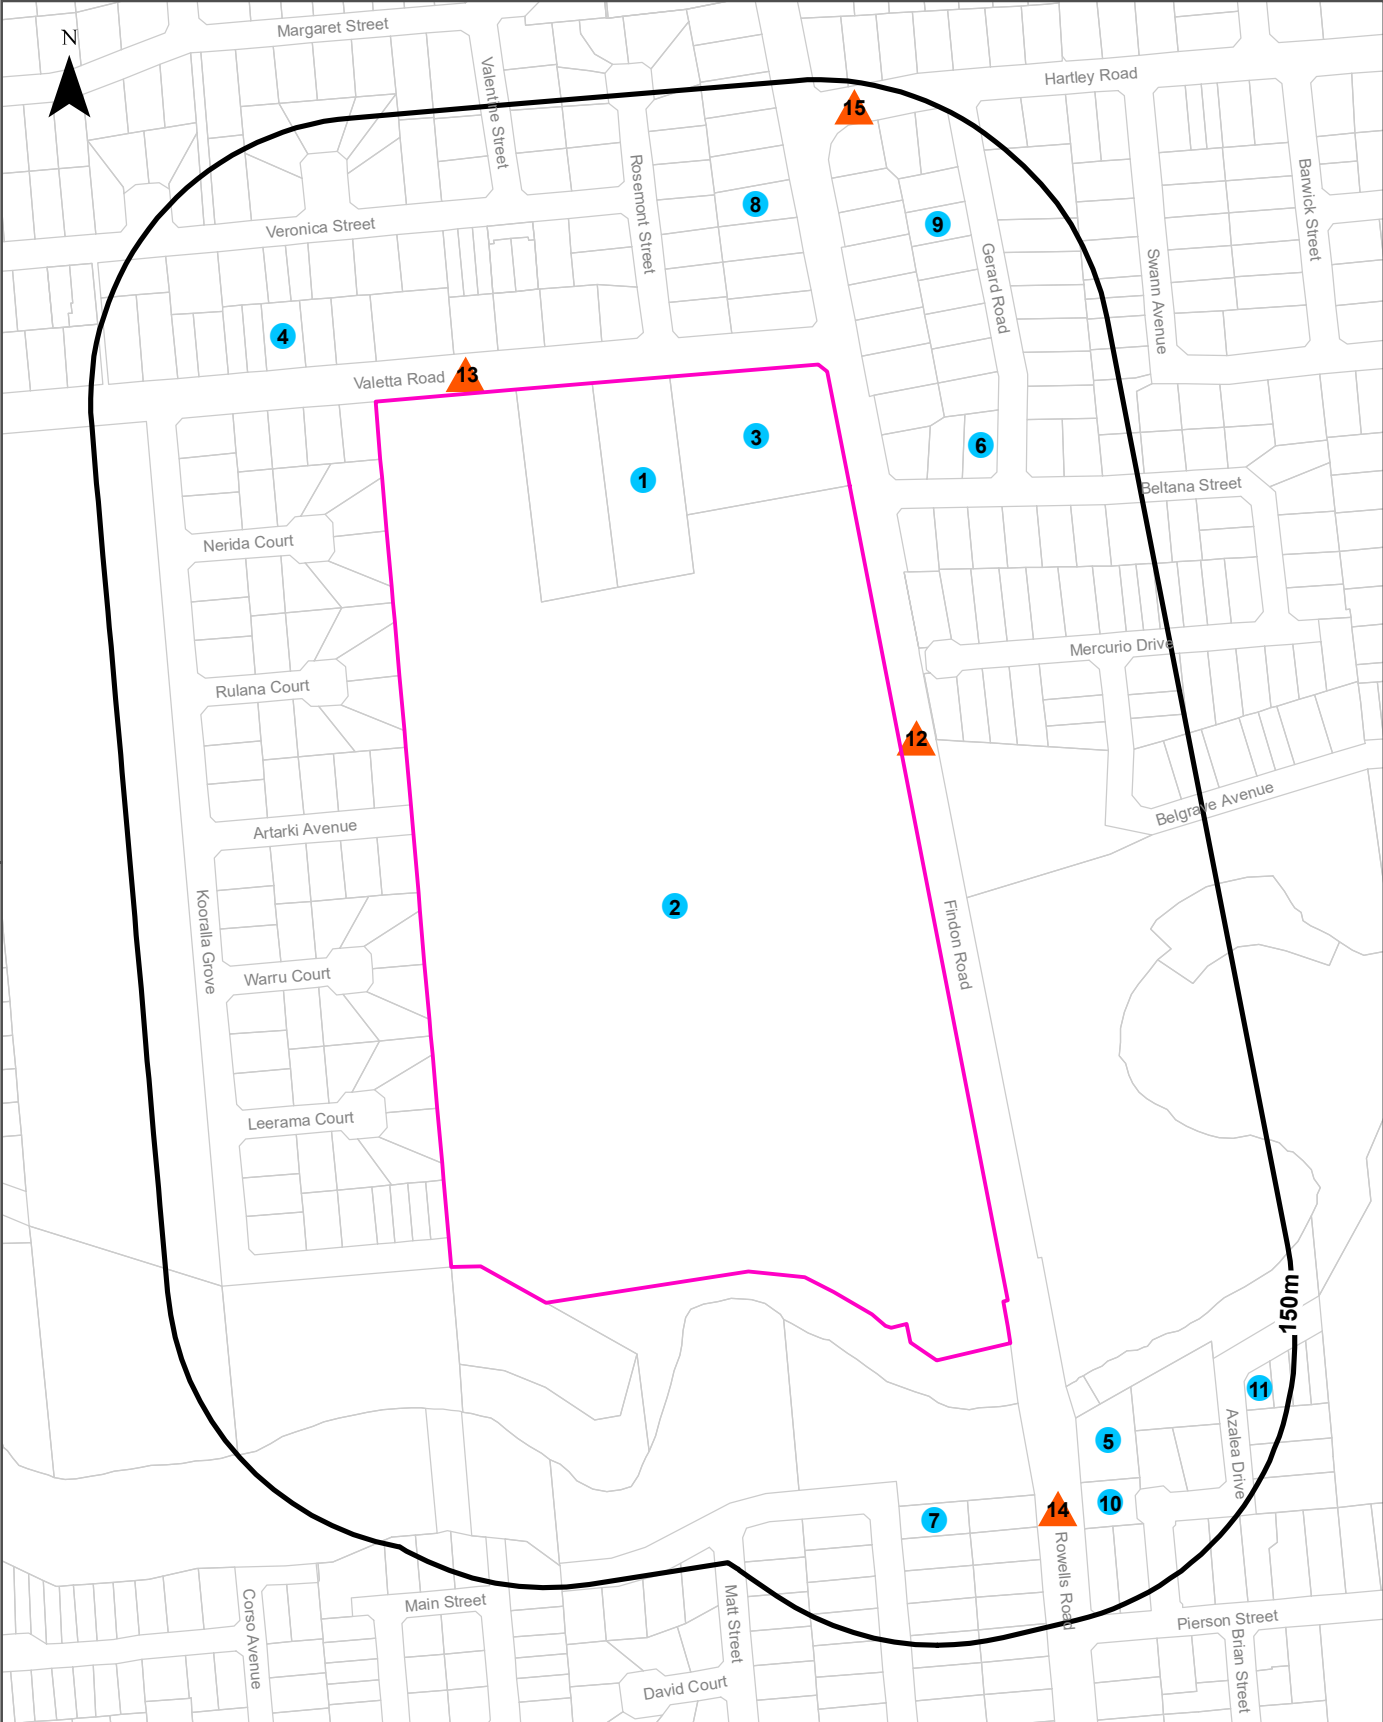 Margaret Street
N
Valentine Street
Hartley Road
15
Rosemont Street
Barwick Street
8
9
Veronica Street
Gerard Road
Swann Avenue
4
Valetta Road
13
3
6
1
Beltana Street
Nerida Court
Mercurio Drive
Rulana Court
12
Belgrave Avenue
Artarki Avenue
Kooralla Grove
2
Findon Road
Warru Court
Leerama Court
150m
11
Azalea Drive
5
10
14
7
Rowells Road
Corso Avenue
Main Street
Matt Street
Pierson Street
Brian Street
David Court